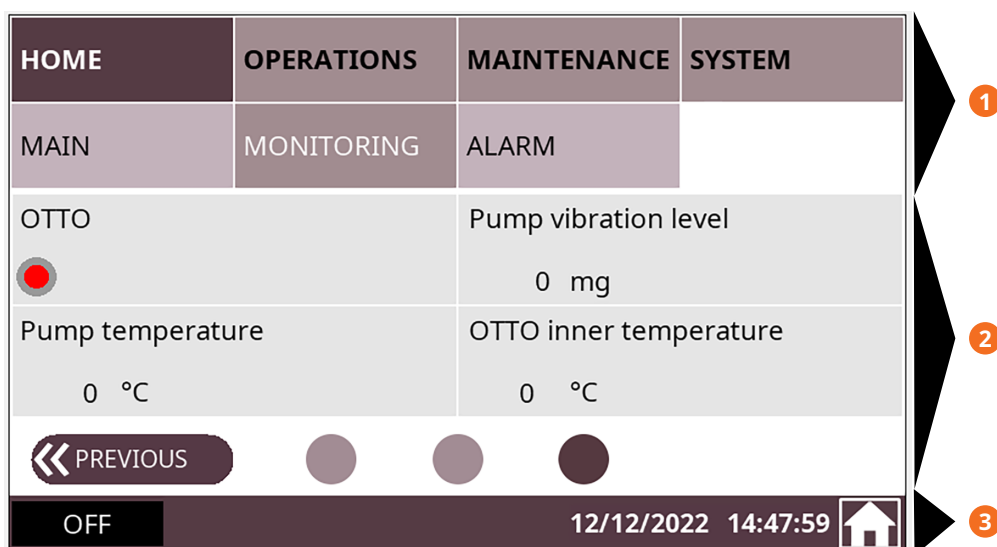 HOME OPERATIONS MAINTENANCE SYSTEM
1
MAIN MONITORING ALARM
OTTO Pump vibration level
0 mg
Pump temperature OTTO inner temperature
2
0 °C 0 °C
PREVIOUS
OFF 12/12/2022 14:47:59
3